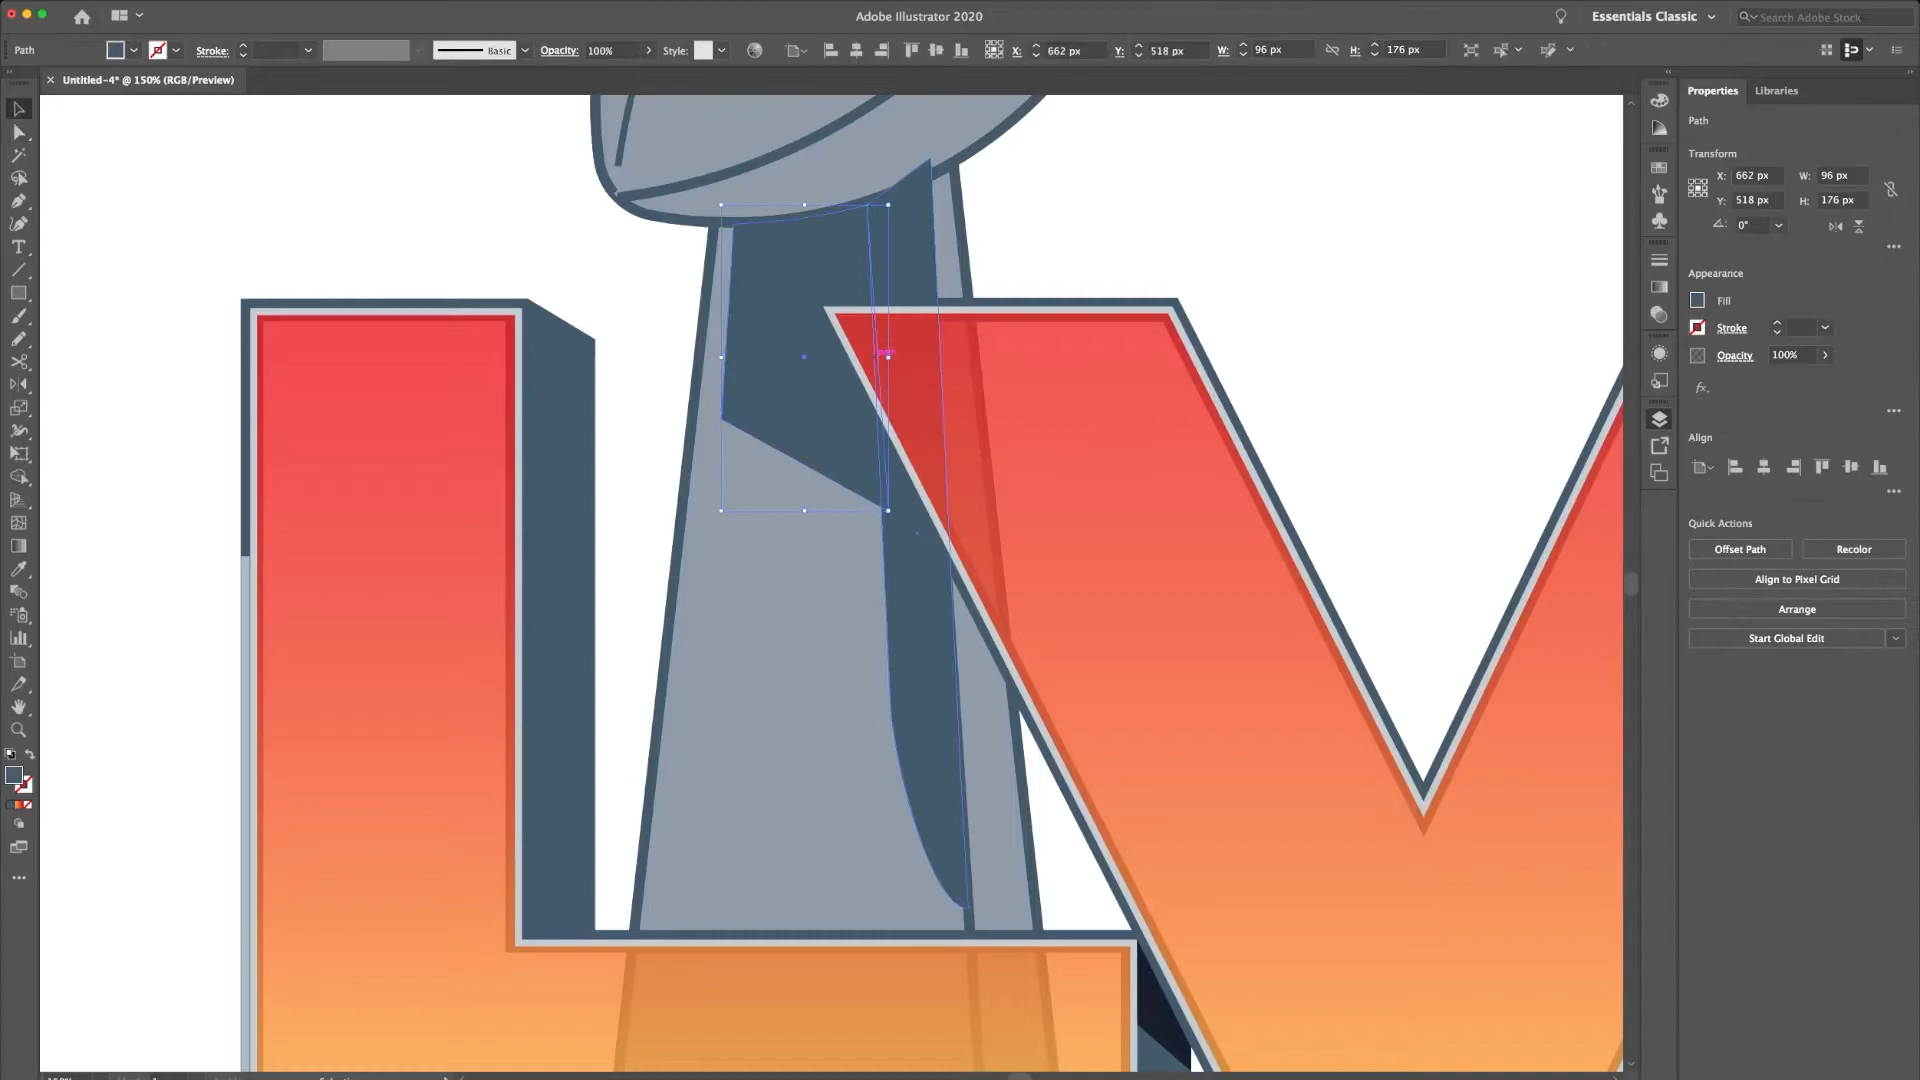 Adobe Illustrator 2020
Essentials Classic
Search Adobe Stock
Path
Stroke:
Basic
Opacity:
100%
Style:
X:
662 px
Y:
518 px
W:
96 px
H:
176 px
Untitled-4* @ 150% (RGB/Preview)
Properties
Libraries
Path
Transform
X:
662 px
W:
96 px
Y:
518 px
H:
176 px
0°
Appearance
Fill
Stroke
Opacity
100%
fx.
Align
Quick Actions
Offset Path
Recolor
Align to Pixel Grid
Arrange
Start Global Edit